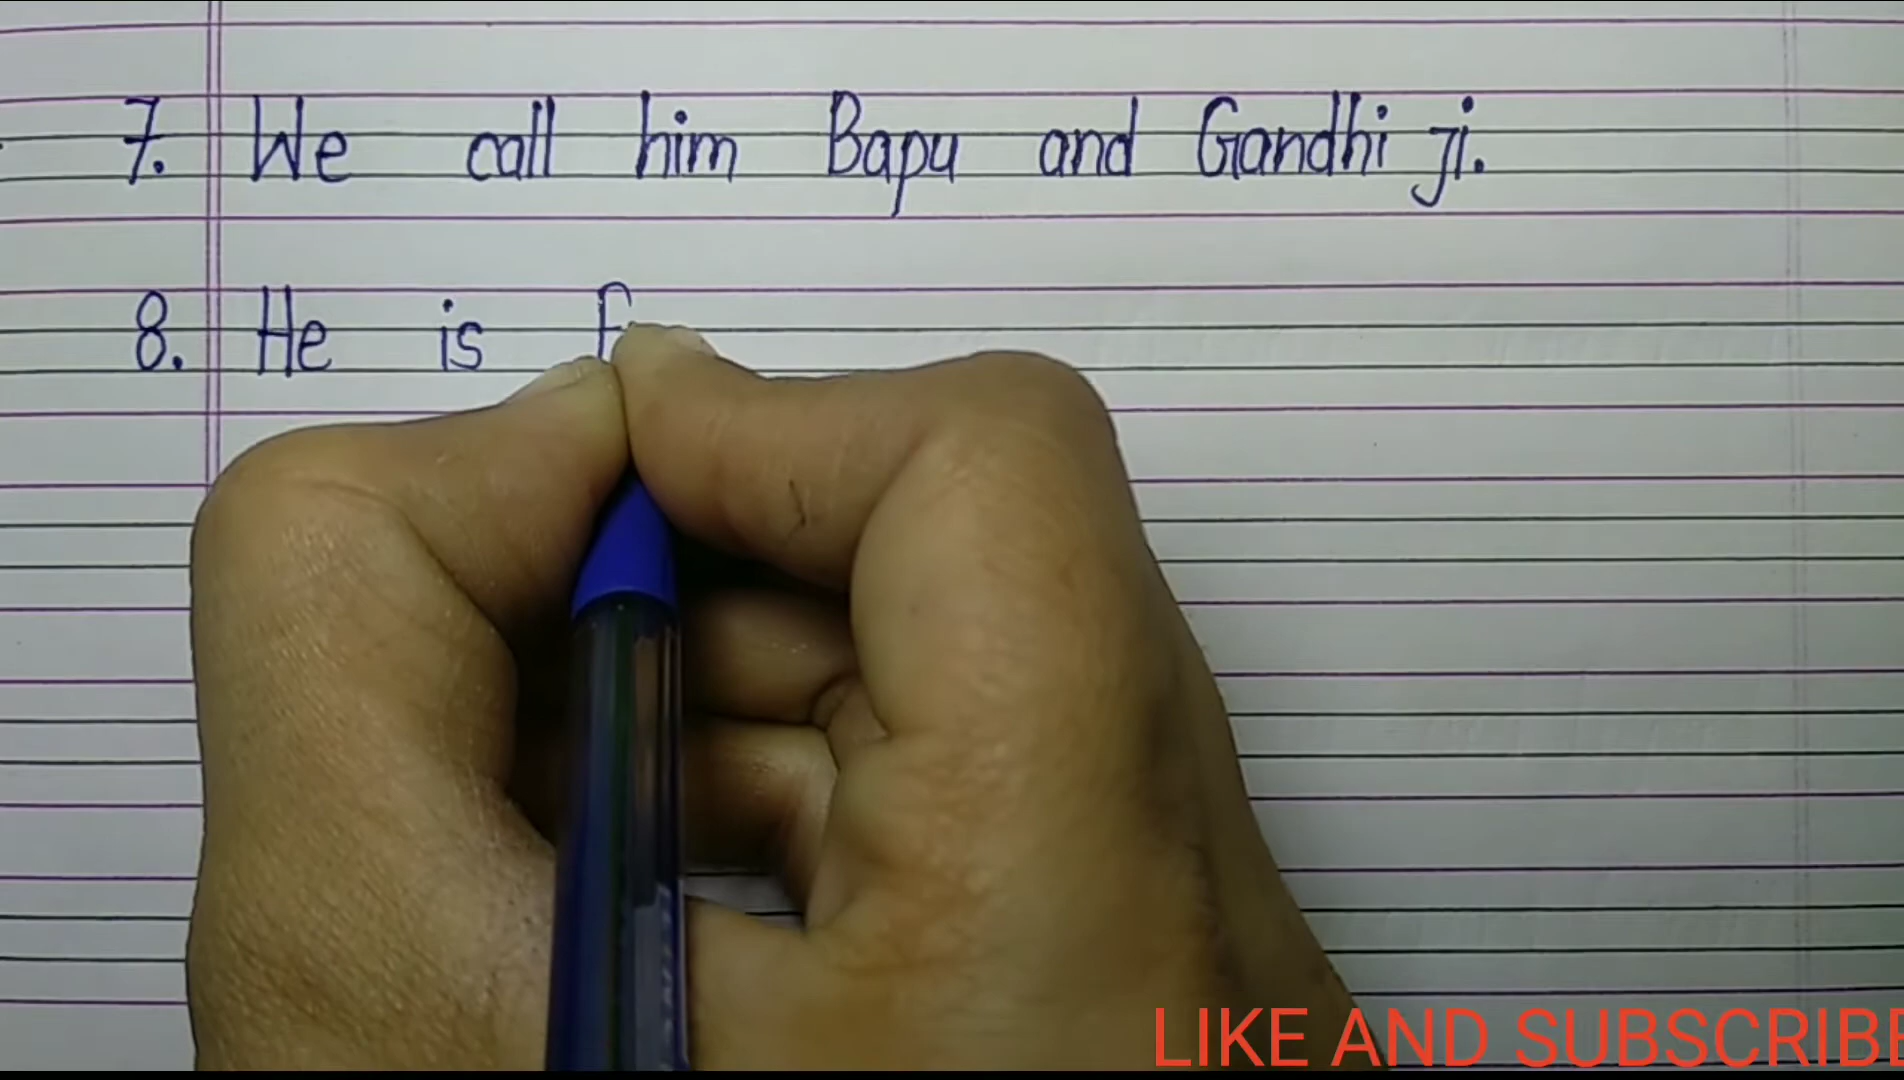 7. We call him Bapu and Gandhi ji.
8. He is f
LIKE AND SUBSCRIBE